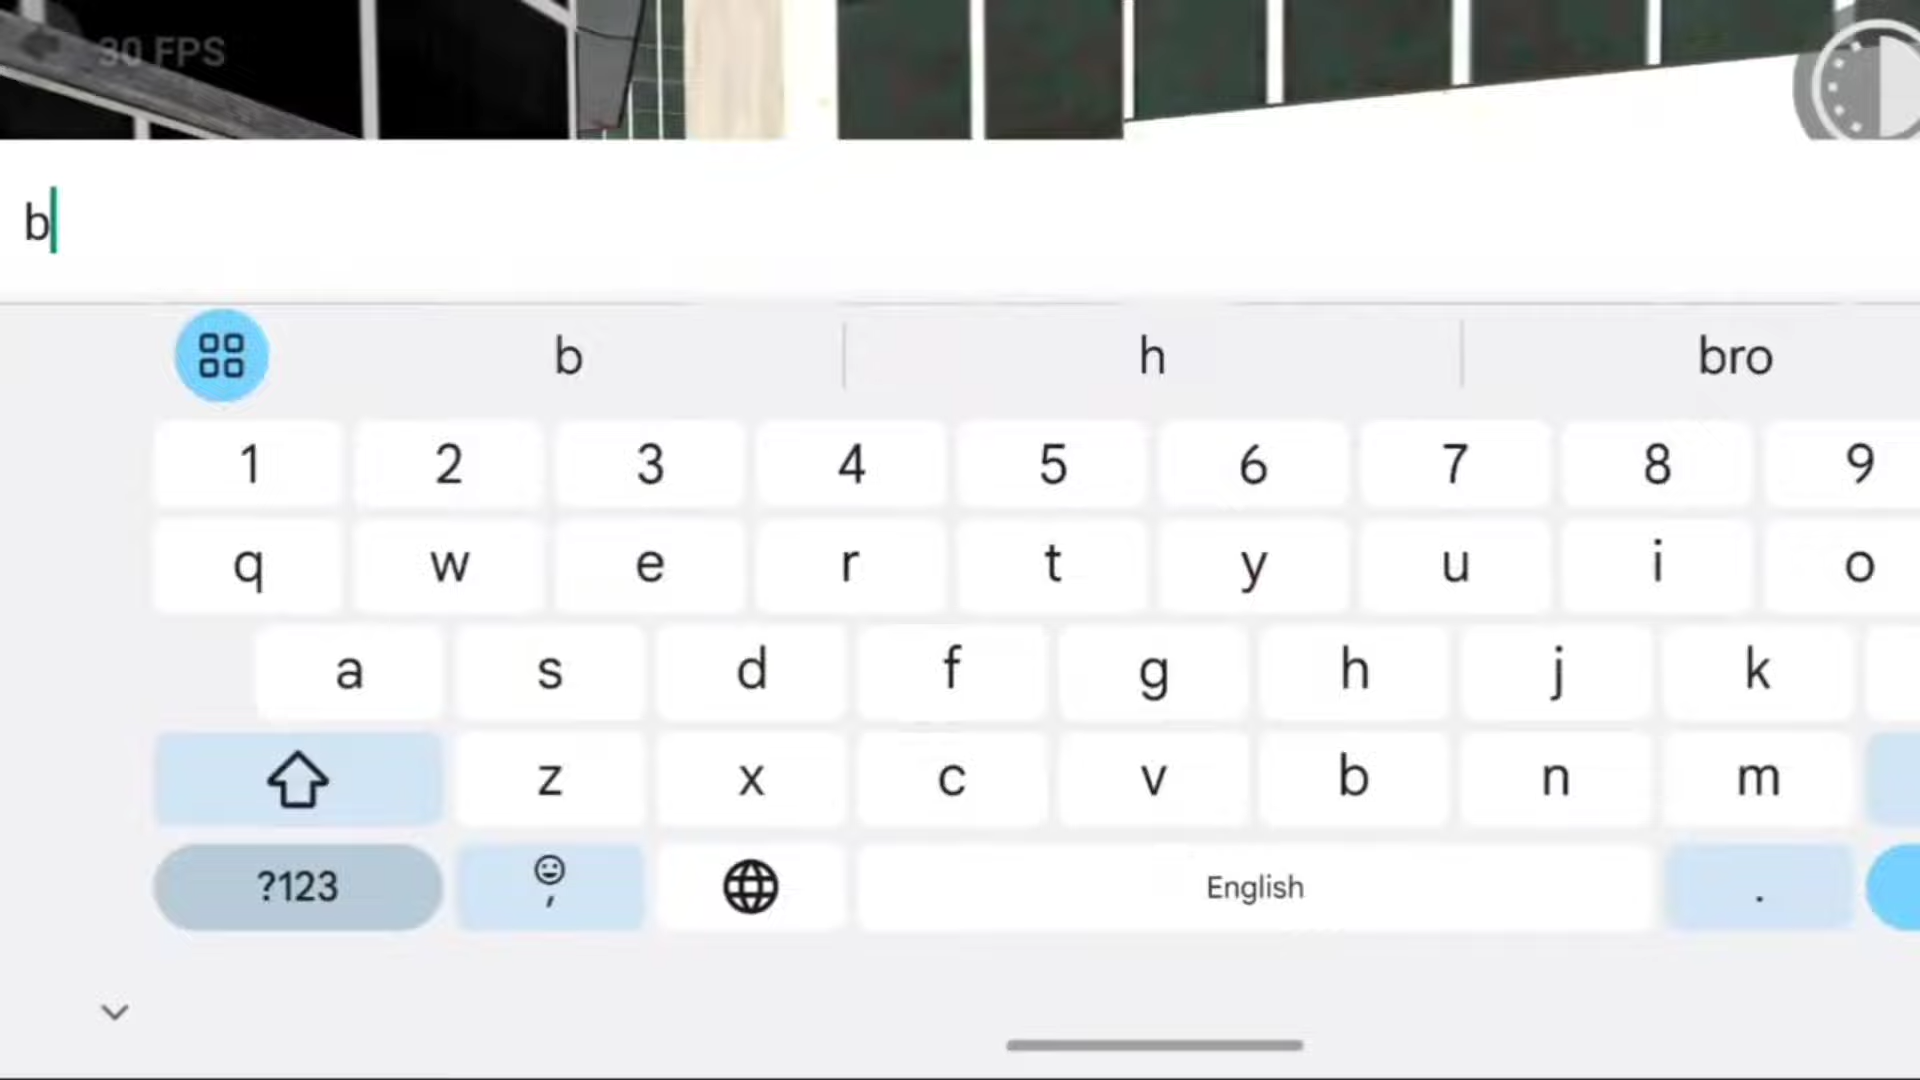 30 FPS
b
b h bro
1 2 3 4 5 6 7 8 9
q w e r t y u i o
a s d f g h j k
z x c v b n m
?123 , English .